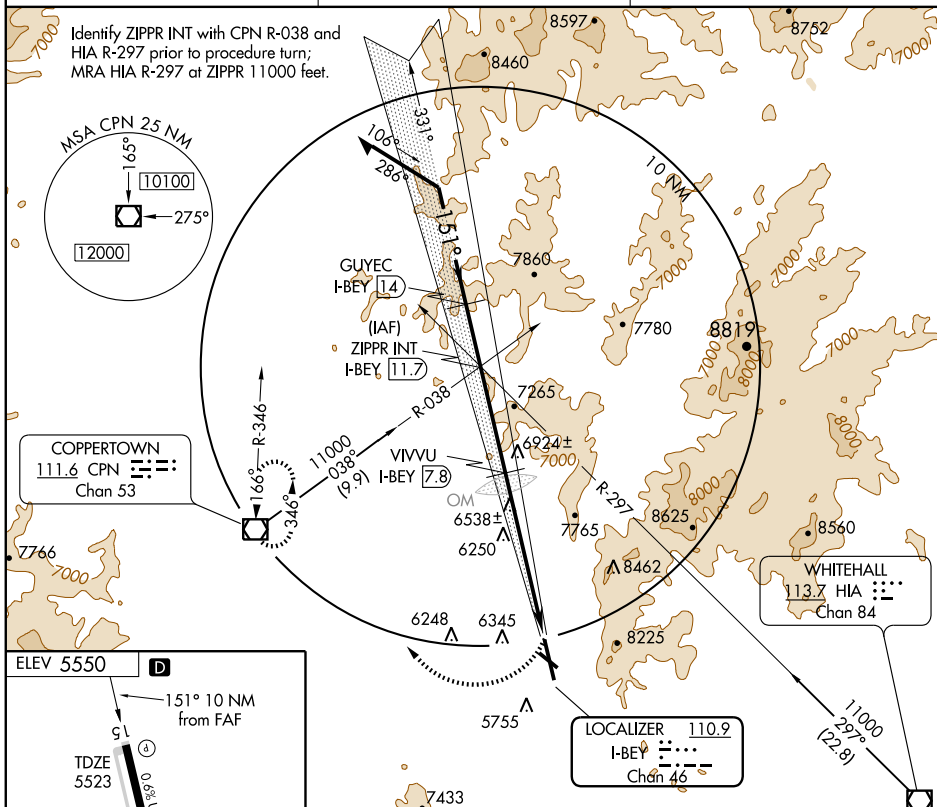 Identify ZIPPR INT with CPN R-038 and
HIA R-297 prior to procedure turn;
MRA HIA R-297 at ZIPPR 11000 feet.
7000
8597
8460
8752
7000
MSA CPN 25 NM
165°
10100
275°
12000
331°
106°
286°
10 NM
151°
GUYEC
I-BEY 14
7860
7000
(IAF)
ZIPPR INT
I-BEY 11.7
7780
8819
7000
7000
8000
R-346
R-038
7265
11000
038°
(9.9)
6924±
7000
8000
COPPERTOWN
111.6 CPN
Chan 53
VIVVU
I-BEY 7.8
OM
R-297
8000
166°
346°
6538±
6250
7765
8625
8560
7766
7000
8462
WHITEHALL
113.7 HIA
Chan 84
6248
6345
8225
ELEV 5550
D
151° 10 NM
from FAF
15
P
TDZE
5523
0.6% U
5755
LOCALIZER 110.9
I-BEY
Chan 46
11000
297°
(22.8)
7433